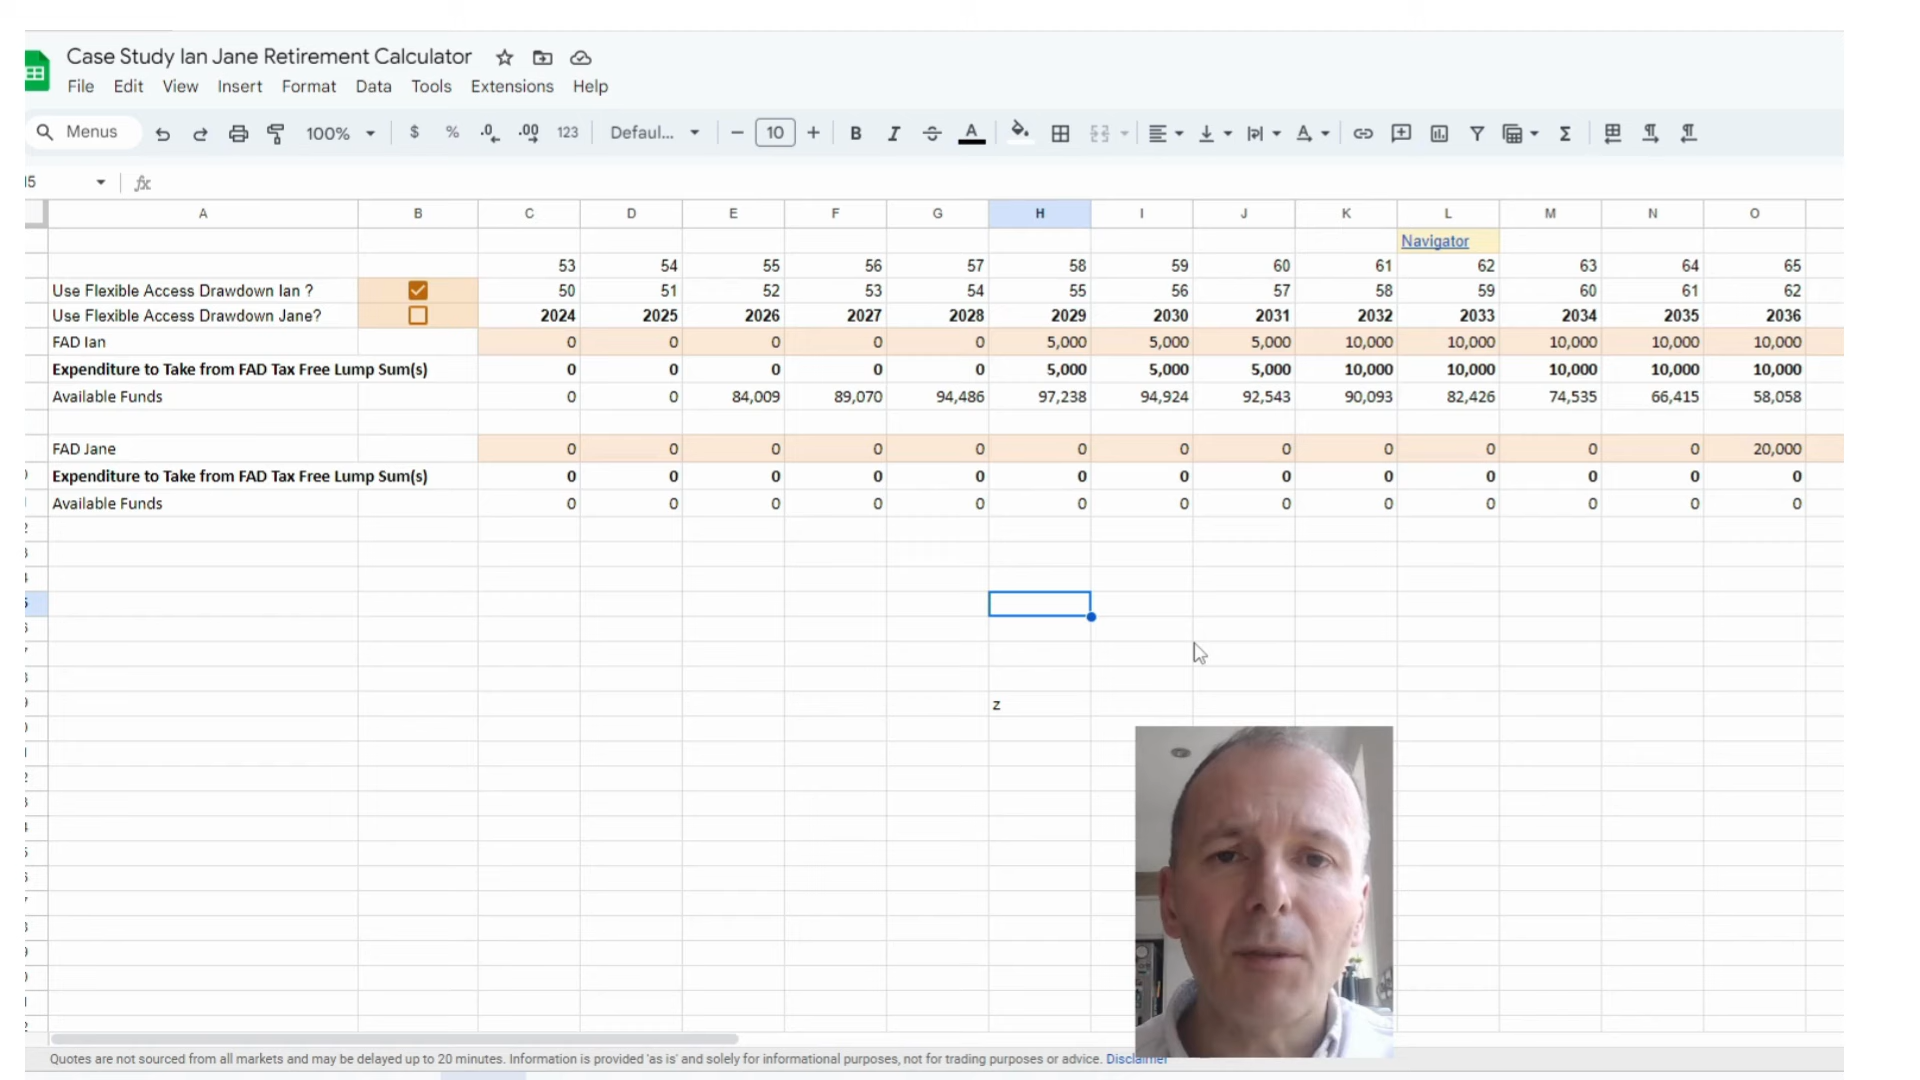 Case Study Ian Jane Retirement Calculator
File Edit View Insert Format Data Tools Extensions Help
Menus 100% $ % .0 .00 123 Defaul... 10 B I A A Σ
fx
A B C D E F G H I J K L M N O
Navigator
53 54 55 56 57 58 59 60 61 62 63 64 65
Use Flexible Access Drawdown Ian ? 50 51 52 53 54 55 56 57 58 59 60 61 62
Use Flexible Access Drawdown Jane? 2024 2025 2026 2027 2028 2029 2030 2031 2032 2033 2034 2035 2036
FAD Ian 0 0 0 0 0 5,000 5,000 5,000 10,000 10,000 10,000 10,000 10,000
Expenditure to Take from FAD Tax Free Lump Sum(s) 0 0 0 0 0 5,000 5,000 5,000 10,000 10,000 10,000 10,000 10,000
Available Funds 0 0 84,009 89,070 94,486 97,238 94,924 92,543 90,093 82,426 74,535 66,415 58,058
FAD Jane 0 0 0 0 0 0 0 0 0 0 0 0 20,000
Expenditure to Take from FAD Tax Free Lump Sum(s) 0 0 0 0 0 0 0 0 0 0 0 0 0
Available Funds 0 0 0 0 0 0 0 0 0 0 0 0 0
z
Quotes are not sourced from all markets and may be delayed up to 20 minutes. Information is provided 'as is' and solely for informational purposes, not for trading purposes or advice. Disclaimer